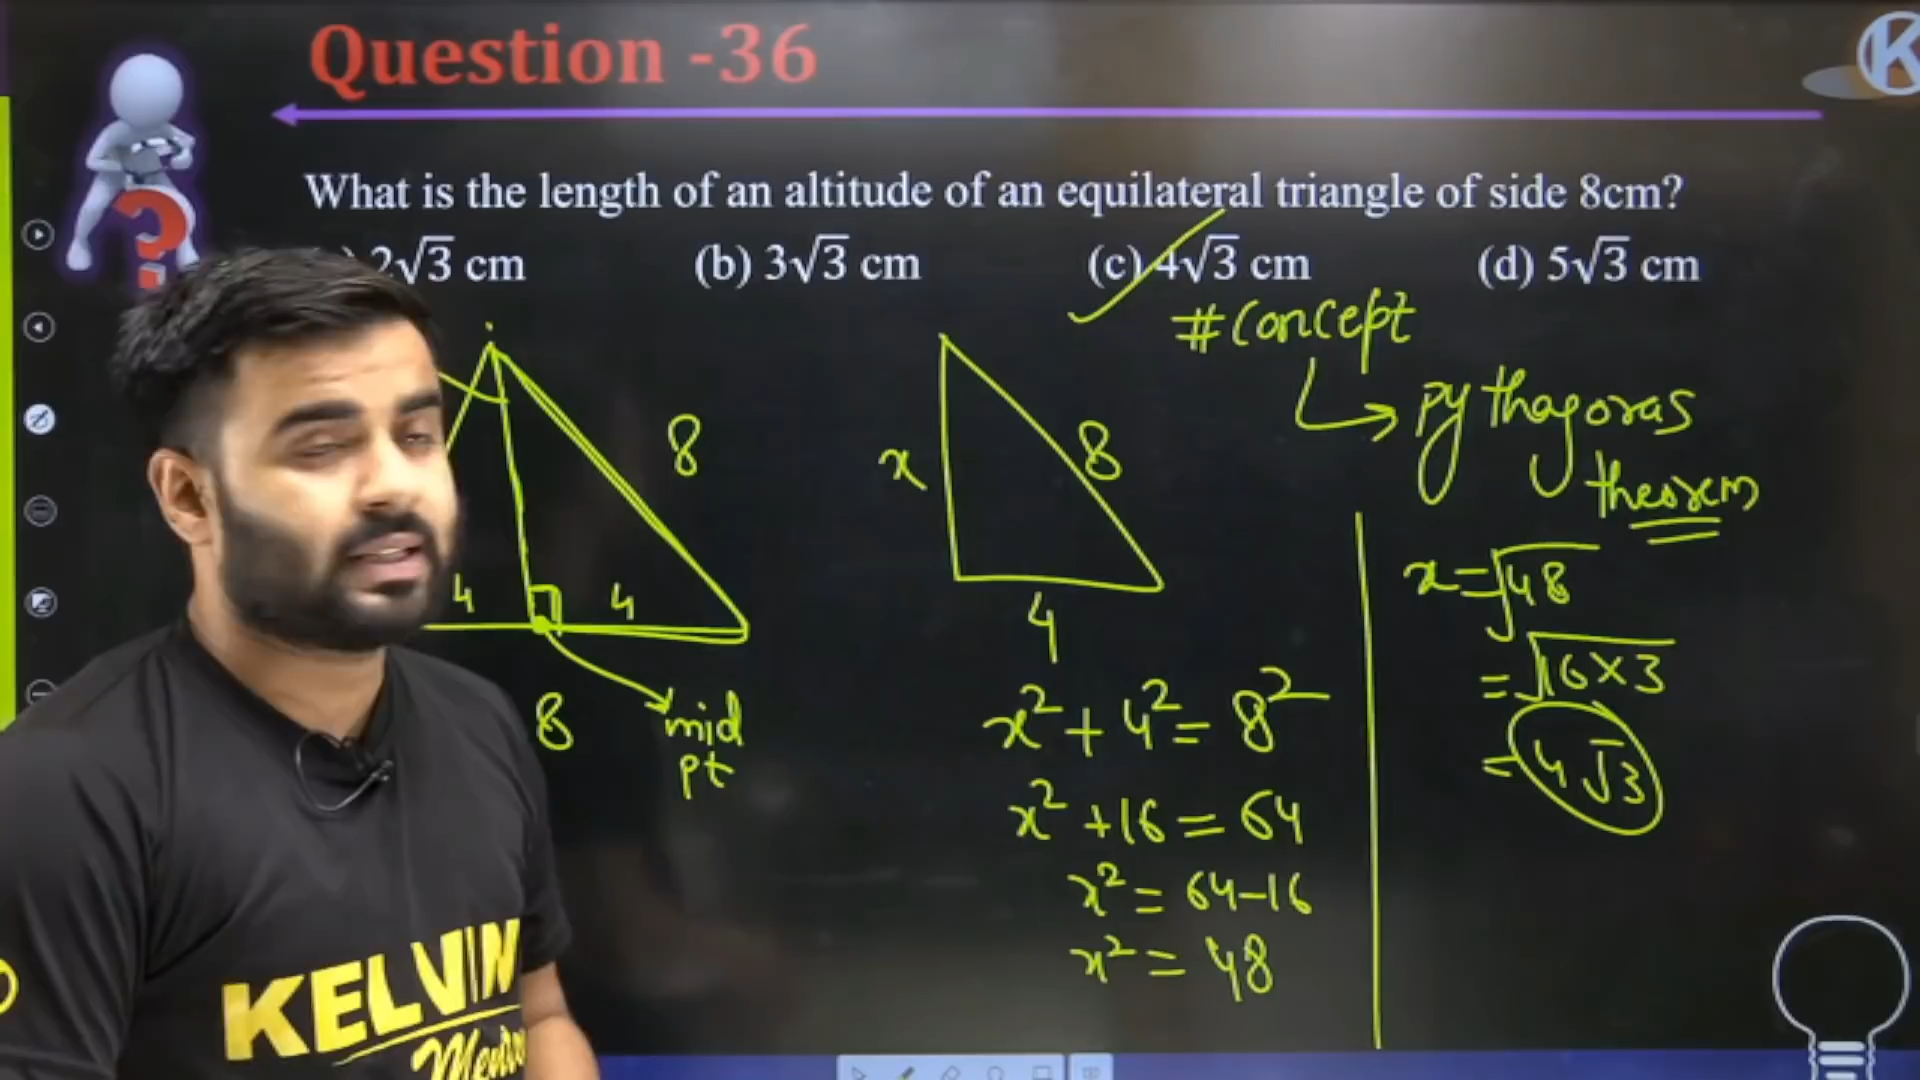 Question -36
K
What is the length of an altitude of an equilateral triangle of side 8cm?
) 2√3 cm (b) 3√3 cm (c) 4√3 cm (d) 5√3 cm
#concept
pythagoras
theorem
8
4 4
8
mid
pt
x 8
4
x² + 4² = 8²
x² + 16 = 64
x² = 64-16
x² = 48
x = √48
= √16×3
= 4√3
KELVIN